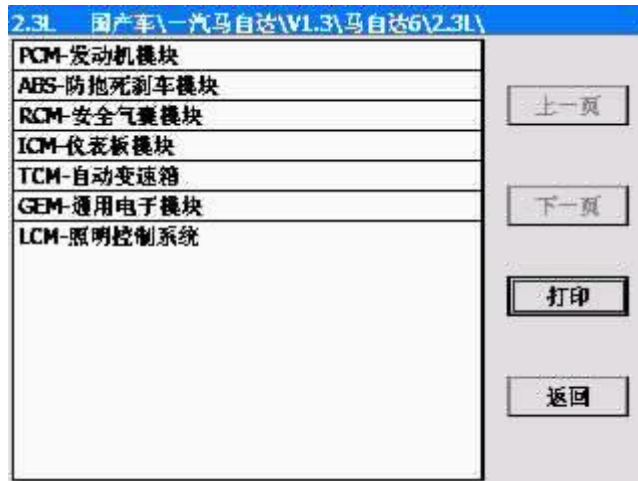 2.3L 国产车\一汽马自达\V1.3\马自达6\2.3L\
PCM-发动机模块
ABS-防抱死刹车模块
RCM-安全气囊模块
ICM-仪表板模块
TCM-自动变速箱
GEM-通用电子模块
LCM-照明控制系统
上一页
下一页
打印
返回